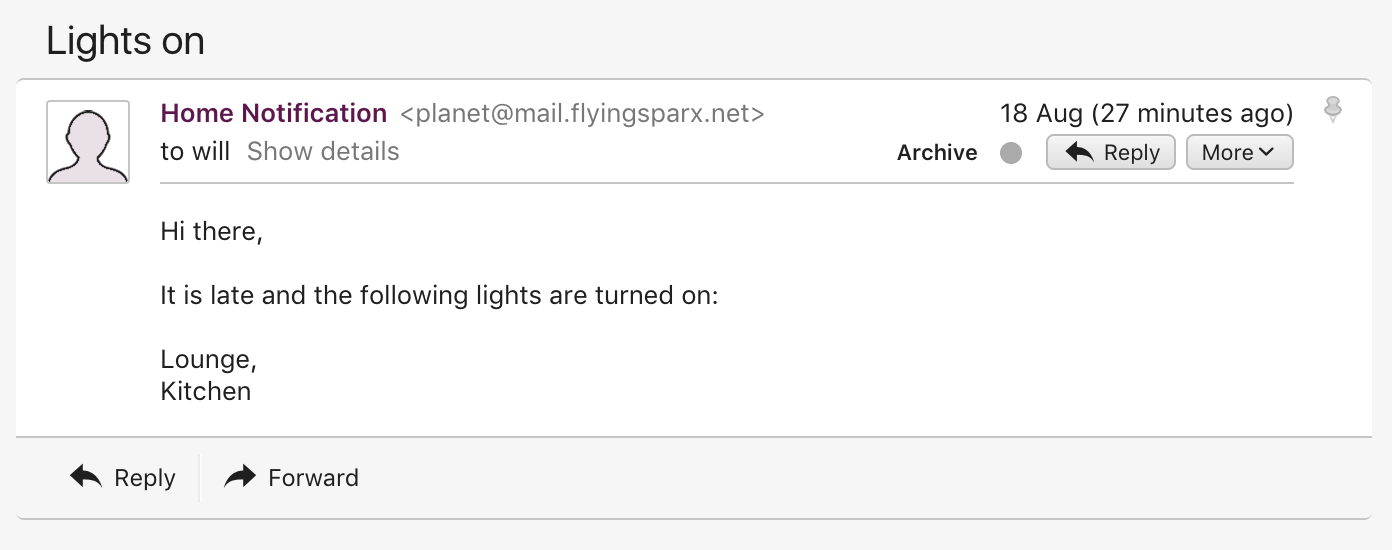 Lights on
Home Notification <planet@mail.flyingsparx.net> 18 Aug (27 minutes ago)
to will Show details Archive Reply More
Hi there,
It is late and the following lights are turned on:
Lounge,
Kitchen
Reply Forward